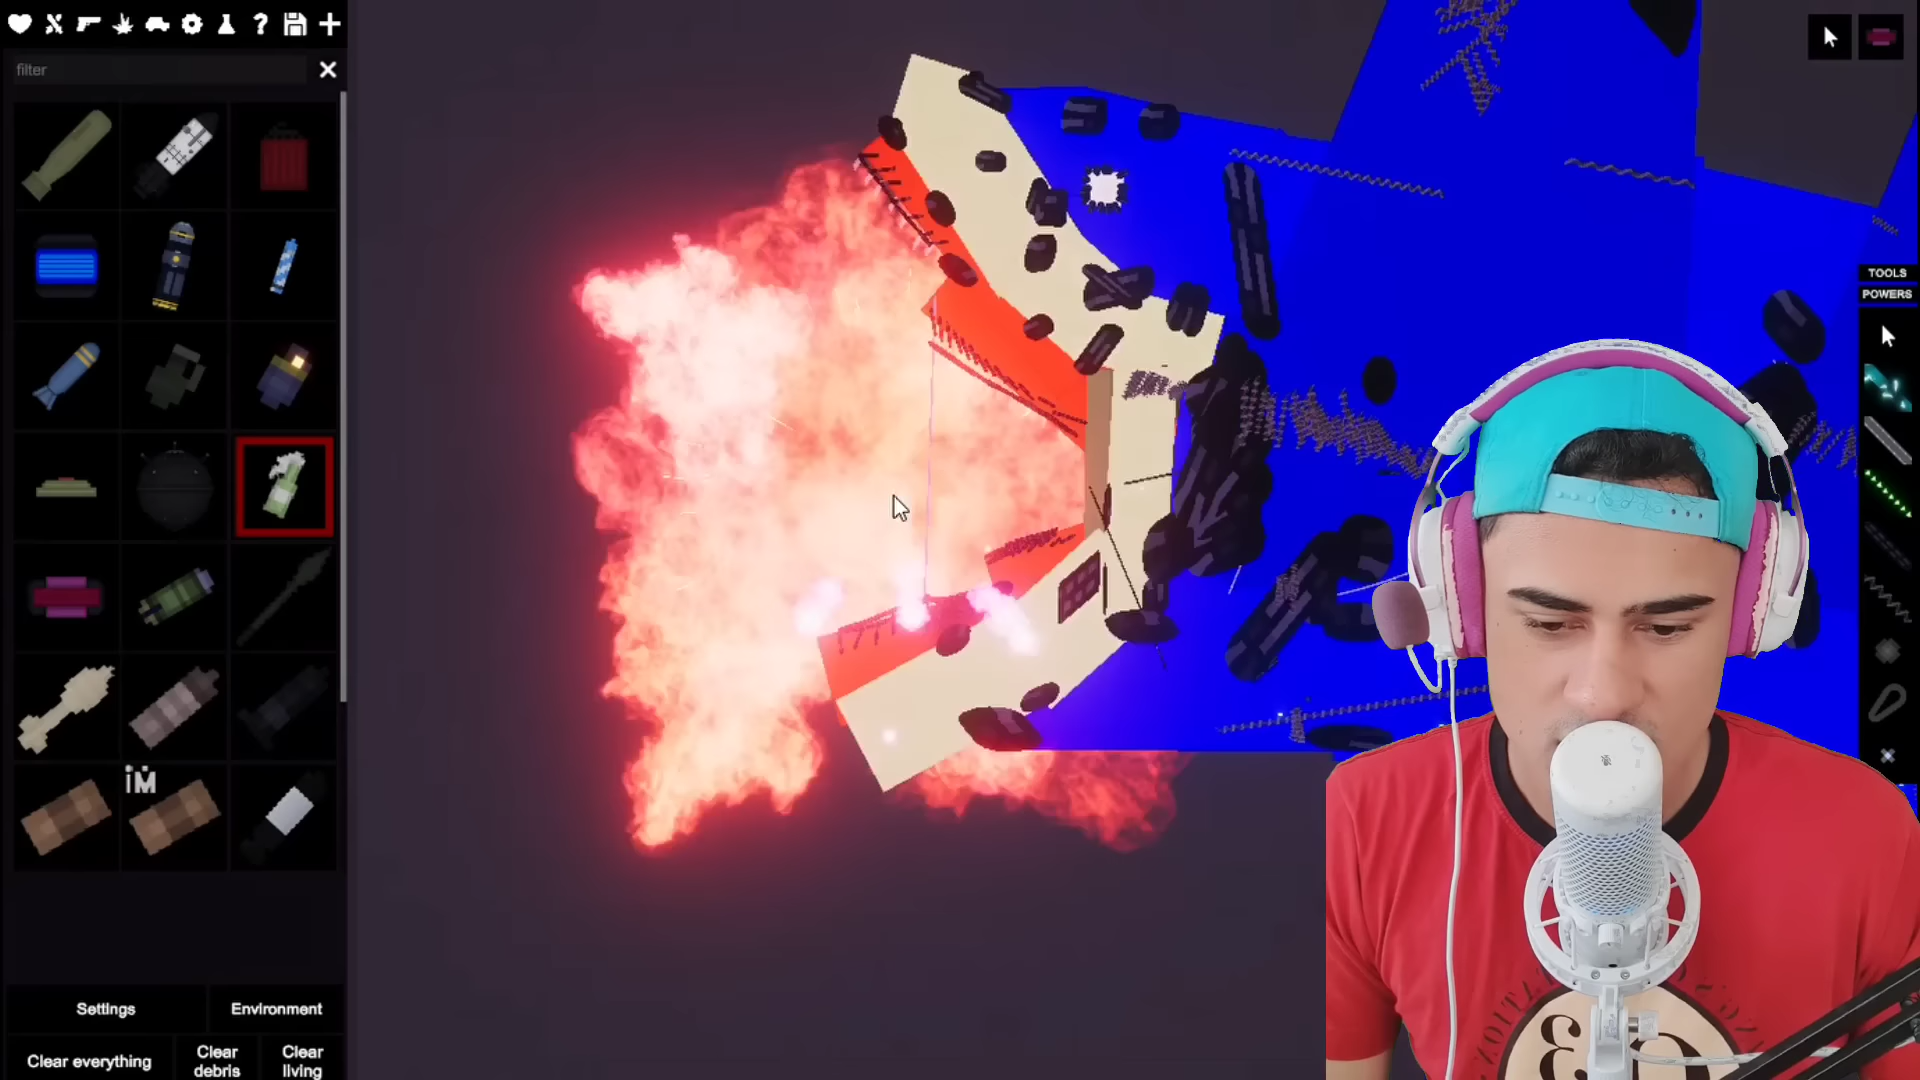 filter
TOOLS
POWERS
iM
Settings
Environment
Clear everything
Clear
debris
Clear
living